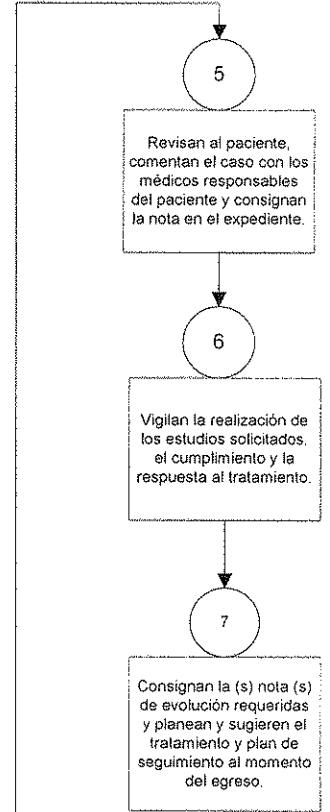 5
Revisan al paciente,
comentan el caso con los
médicos responsables
del paciente y consignan
la nota en el expediente.
6
Vigilan la realización de
los estudios solicitados,
el cumplimiento y la
respuesta al tratamiento.
7
Consignan la (s) nota (s)
de evolución requeridas
y planean y sugieren el
tratamiento y plan de
seguimiento al momento
del egreso.